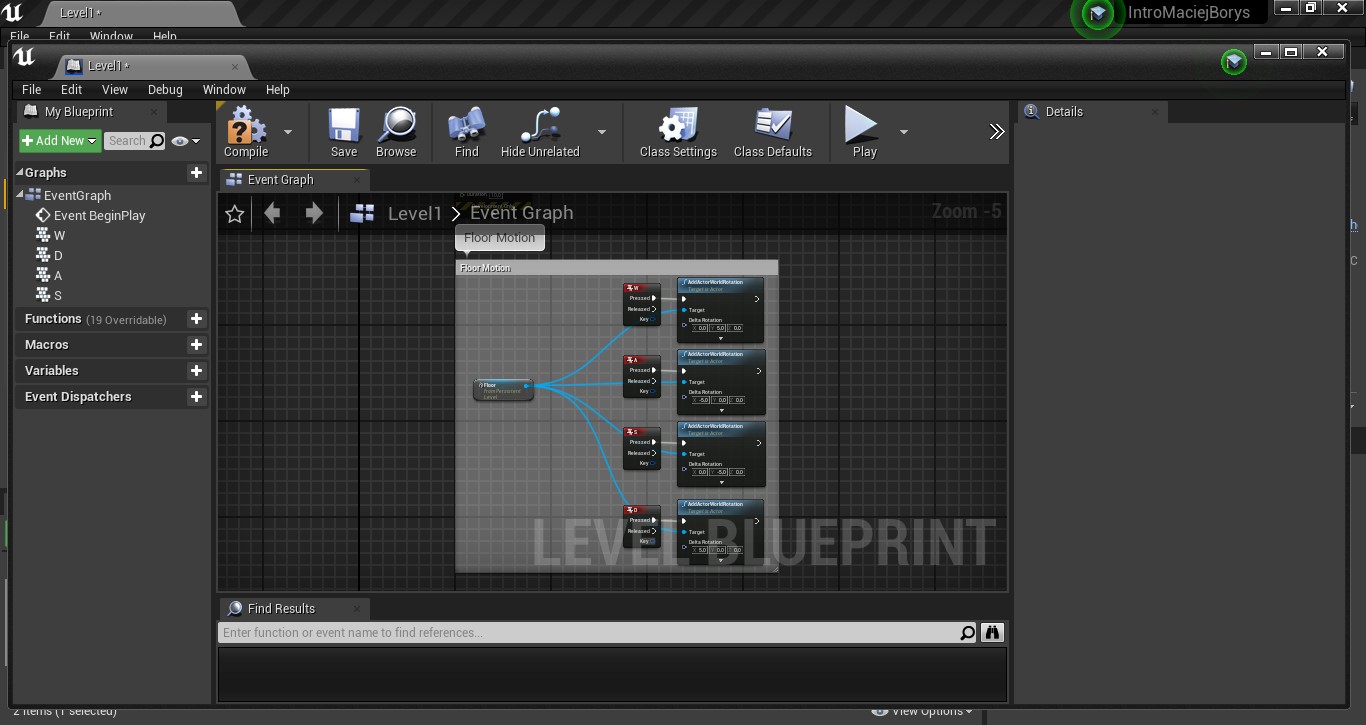 Level1*
IntroMaciejBorys
File Edit Window Help
Level1*
File Edit View Debug Window Help
My Blueprint
Details
Add New
Search
Compile
Save
Browse
Find
Hide Unrelated
Class Settings
Class Defaults
Play
Graphs
EventGraph
Event BeginPlay
W
D
A
S
Functions (19 Overridable)
Macros
Variables
Event Dispatchers
Event Graph
Level1 > Event Graph
Zoom -5
Floor Motion
Floor Motion
Floor
from Persistent
Level
W
Pressed
Released
Key
AddActorWorldRotation
Target is Actor
Target
Delta Rotation
X 0.0 Y 5.0 Z 0.0
A
Pressed
Released
Key
AddActorWorldRotation
Target is Actor
Target
Delta Rotation
X -5.0 Y 0.0 Z 0.0
S
Pressed
Released
Key
AddActorWorldRotation
Target is Actor
Target
Delta Rotation
X 0.0 Y -5.0 Z 0.0
D
Pressed
Released
Key
AddActorWorldRotation
Target is Actor
Target
Delta Rotation
X 5.0 Y 0.0 Z 0.0
LEVEL BLUEPRINT
Find Results
Enter function or event name to find references...
2 items (1 selected)
View Options